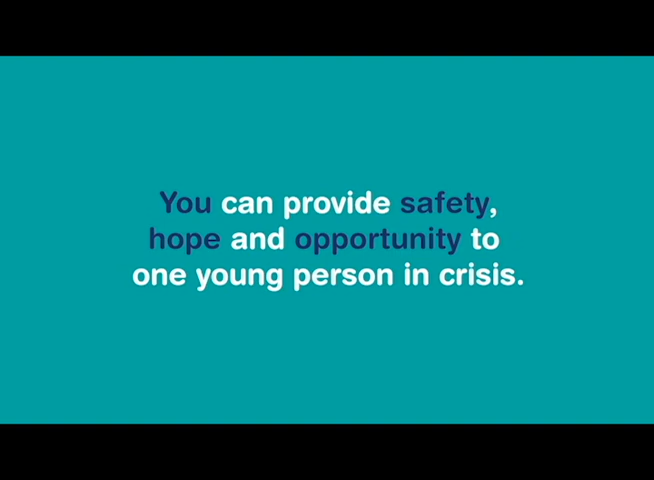 You can provide safety,
hope and opportunity to
one young person in crisis.